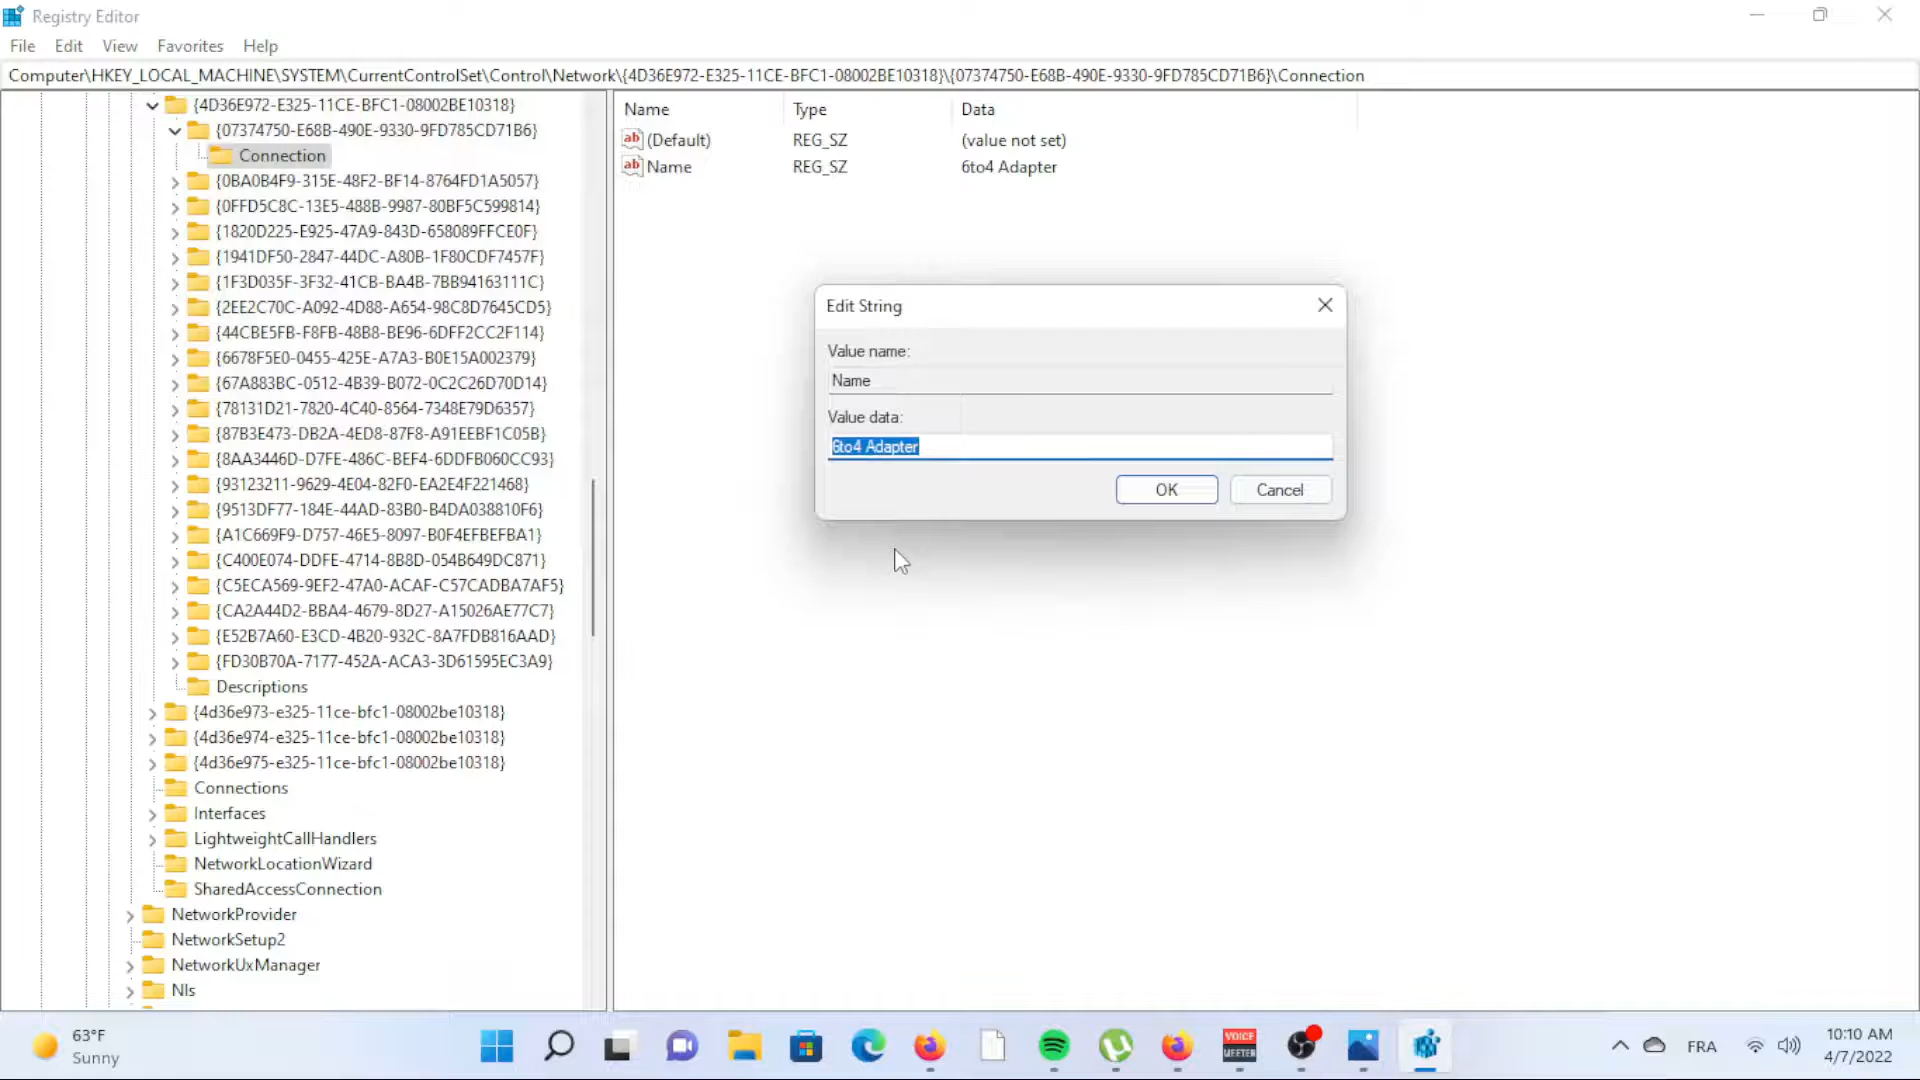 Registry Editor
File Edit View Favorites Help
Computer\HKEY_LOCAL_MACHINE\SYSTEM\CurrentControlSet\Control\Network\{4D36E972-E325-11CE-BFC1-08002BE10318}\{07374750-E68B-490E-9330-9FD785CD71B6}\Connection
{4D36E972-E325-11CE-BFC1-08002BE10318}
{07374750-E68B-490E-9330-9FD785CD71B6}
Connection
{0BA0B4F9-315E-48F2-BF14-8764FD1A5057}
{0FFD5C8C-13E5-488B-9987-80BF5C599814}
{1820D225-E925-47A9-843D-658089FFCE0F}
{1941DF50-2847-44DC-A80B-1F80CDF7457F}
{1F3D035F-3F32-41CB-BA4B-7BB94163111C}
{2EE2C70C-A092-4D88-A654-98C8D7645CD5}
{44CBE5FB-F8FB-48B8-BE96-6DFF2CC2F114}
{6678F5E0-0455-425E-A7A3-B0E15A002379}
{67A883BC-0512-4B39-B072-0C2C26D70D14}
{78131D21-7820-4C40-8564-7348E79D6357}
{87B3E473-DB2A-4ED8-87F8-A91EEBF1C05B}
{8AA3446D-D7FE-486C-BEF4-6DDFB060CC93}
{93123211-9629-4E04-82F0-EA2E4F221468}
{9513DF77-184E-44AD-83B0-B4DA038810F6}
{A1C669F9-D757-46E5-8097-B0F4EFBEFBA1}
{C400E074-DDFE-4714-8B8D-054B649DC871}
{C5ECA569-9EF2-47A0-ACAF-C57CADBA7AF5}
{CA2A44D2-BBA4-4679-8D27-A15026AE77C7}
{E52B7A60-E3CD-4B20-932C-8A7FDB816AAD}
{FD30B70A-7177-452A-ACA3-3D61595EC3A9}
Descriptions
{4d36e973-e325-11ce-bfc1-08002be10318}
{4d36e974-e325-11ce-bfc1-08002be10318}
{4d36e975-e325-11ce-bfc1-08002be10318}
Connections
Interfaces
LightweightCallHandlers
NetworkLocationWizard
SharedAccessConnection
NetworkProvider
NetworkSetup2
NetworkUxManager
Nls
Name Type Data
ab (Default) REG_SZ (value not set)
ab Name REG_SZ 6to4 Adapter
Edit String
Value name:
Name
Value data:
6to4 Adapter
OK Cancel
63°F
Sunny
VOICE
MEETER
FRA
10:10 AM
4/7/2022